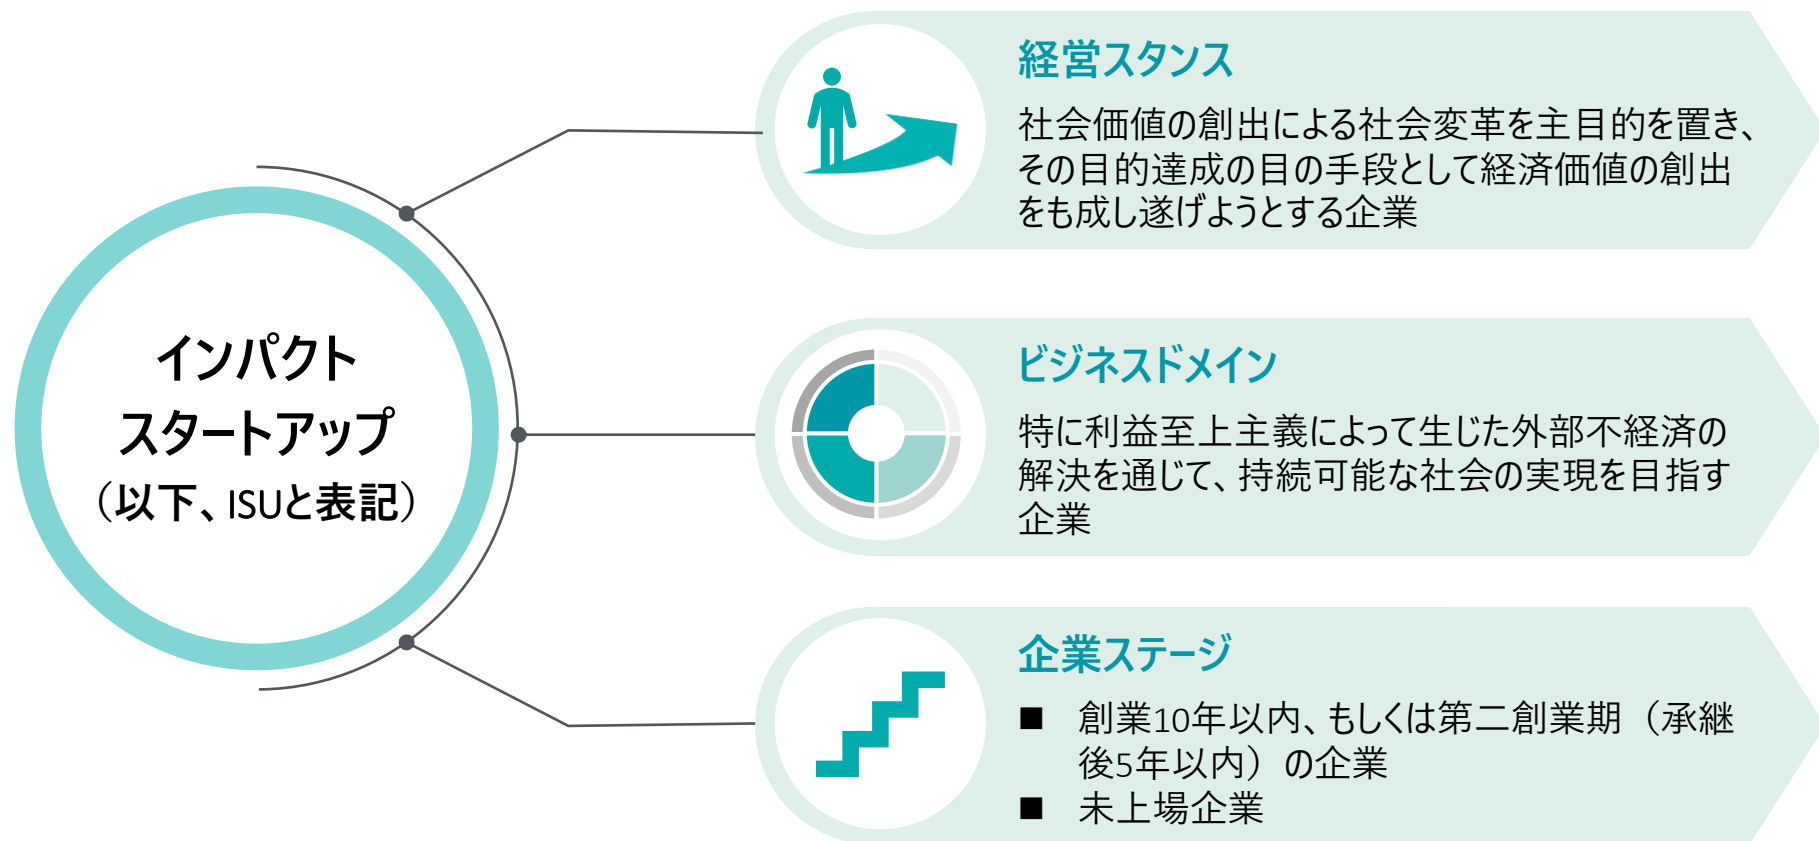 インパクト
スタートアップ
（以下、ISUと表記）
経営スタンス
社会価値の創出による社会変革を主目的を置き、
その目的達成の目の手段として経済価値の創出
をも成し遂げようとする企業
ビジネスドメイン
特に利益至上主義によって生じた外部不経済の
解決を通じて、持続可能な社会の実現を目指す
企業
企業ステージ
■ 創業10年以内、もしくは第二創業期（承継
後5年以内）の企業
■ 未上場企業